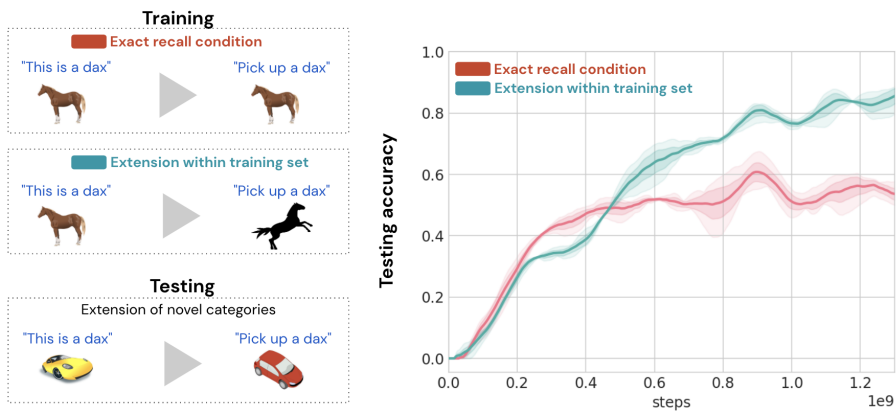 Training
Exact recall condition
"This is a dax"
"Pick up a dax"
Extension within training set
"This is a dax"
"Pick up a dax"
Testing
Extension of novel categories
"This is a dax"
"Pick up a dax"
Testing accuracy
1.0
0.8
0.6
0.4
0.2
0.0
Exact recall condition
Extension within training set
0.0 0.2 0.4 0.6 0.8 1.0 1.2
steps
1e9